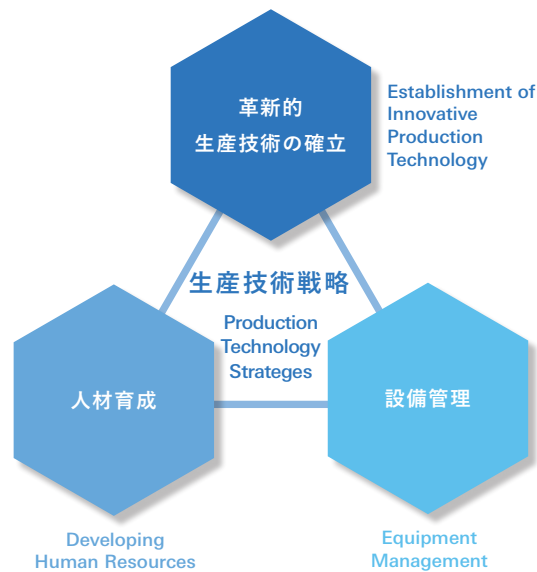 革新的
生産技術の確立
Establishment of
Innovative
Production
Technology
生産技術戦略
Production
Technology
Strateges
人材育成
設備管理
Developing
Human Resources
Equipment
Management